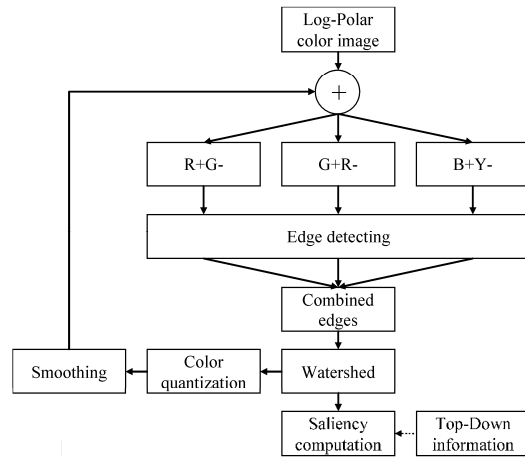 Log-Polar
color image
+
R+G-
G+R-
B+Y-
Edge detecting
Combined
edges
Smoothing
Color
quantization
Watershed
Saliency
computation
Top-Down
information